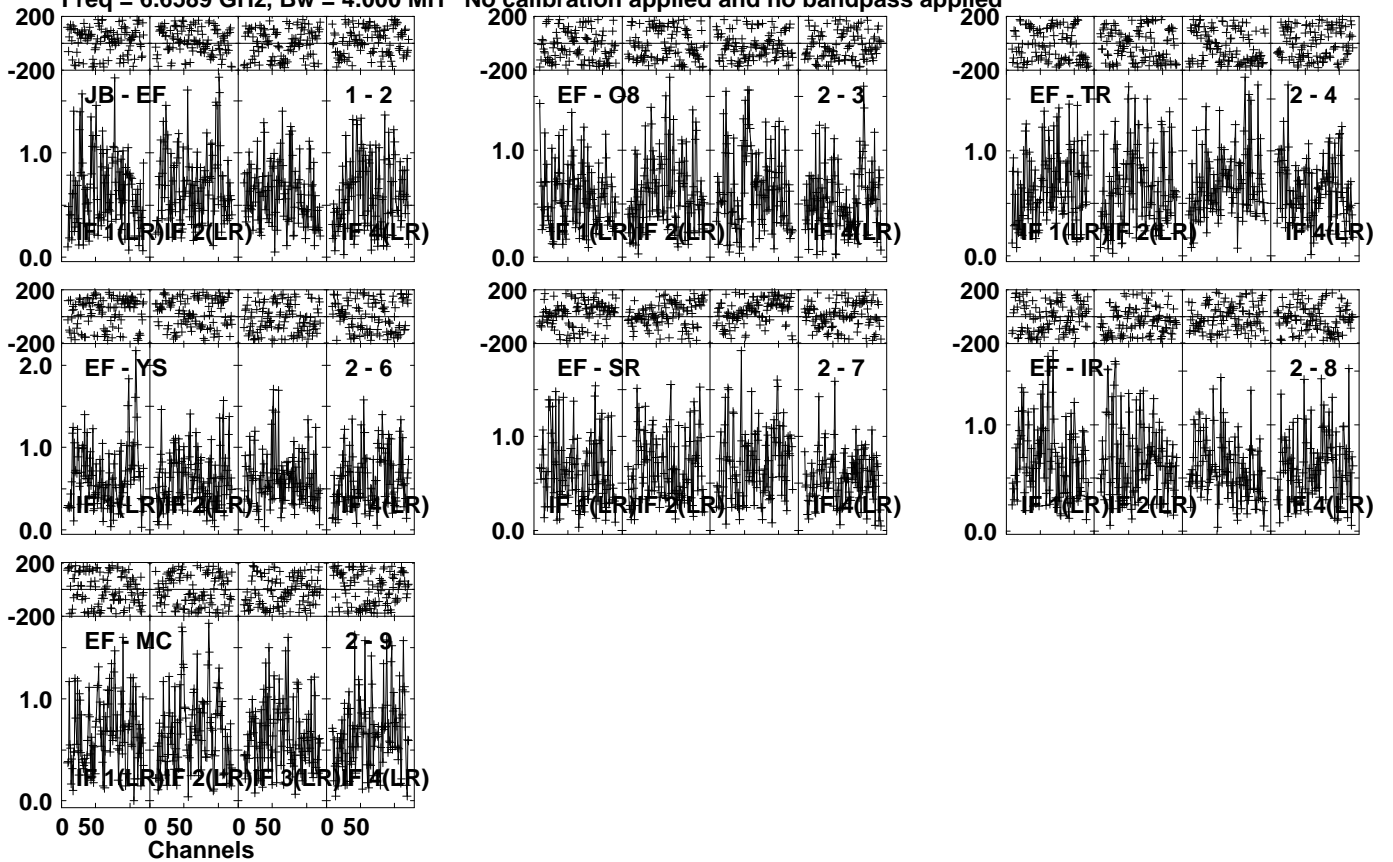 Freq = 6.6589 GHz, Bw = 4.000 MH No calibration applied and no bandpass applied
200 200 200
-200 -200 -200
JB - EF 1 - 2 EF - O8 2 - 3 EF - TR 2 - 4
1.0 1.0 1.0
IF 1(LR) IF 2(LR) IF 4(LR) IF 1(LR) IF 2(LR) IF 4(LR) IF 1(LR) IF 2(LR) IF 4(LR)
0.0 0.0 0.0
200 200 200
-200 -200 -200
2.0 EF - YS 2 - 6 EF - SR 2 - 7 EF - IR 2 - 8
1.0 1.0 1.0
IF 1(LR) IF 2(LR) IF 4(LR) IF 1(LR) IF 2(LR) IF 4(LR) IF 1(LR) IF 2(LR) IF 4(LR)
0.0 0.0 0.0
200
-200
EF - MC 2 - 9
1.0
IF 1(LR) IF 2(LR) IF 3(LR) IF 4(LR)
0.0
0 50 0 50 0 50 0 50
Channels